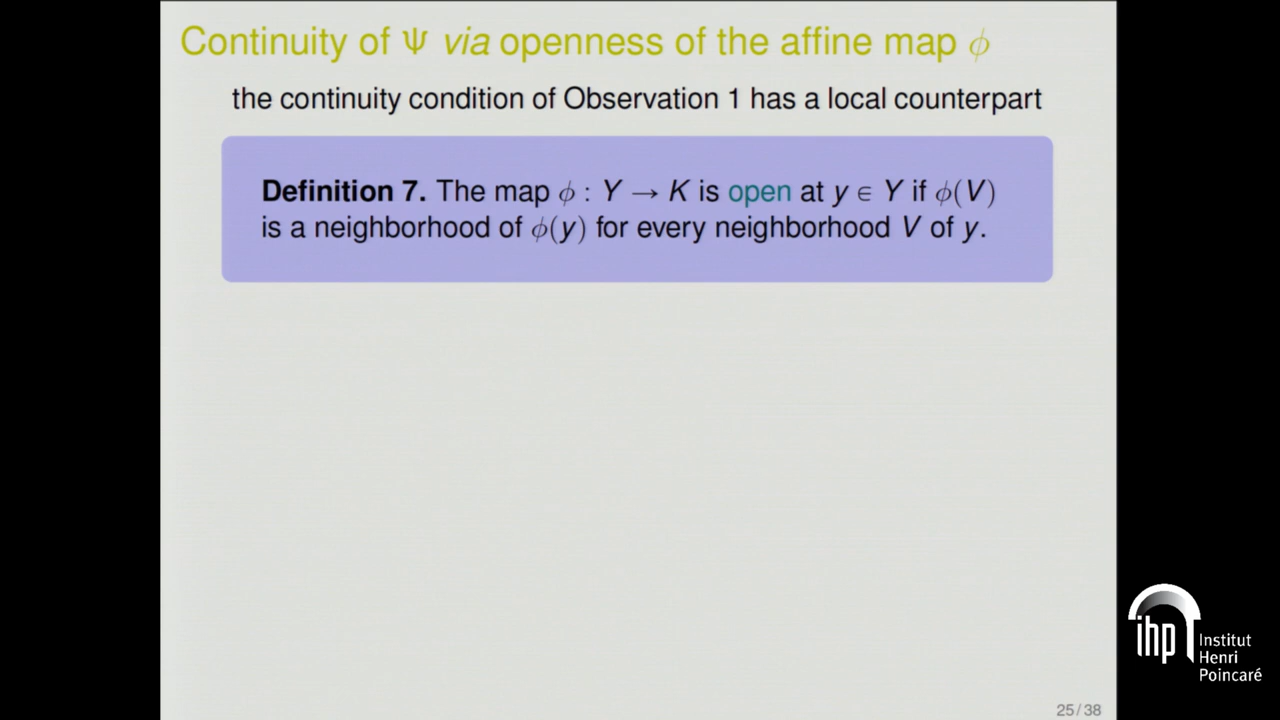 Continuity of Ψ via openness of the affine map ϕ
the continuity condition of Observation 1 has a local counterpart
Definition 7. The map ϕ : Y → K is open at y ∈ Y if ϕ(V)
is a neighborhood of ϕ(y) for every neighborhood V of y.
ihp Institut
Henri
Poincaré
25/38